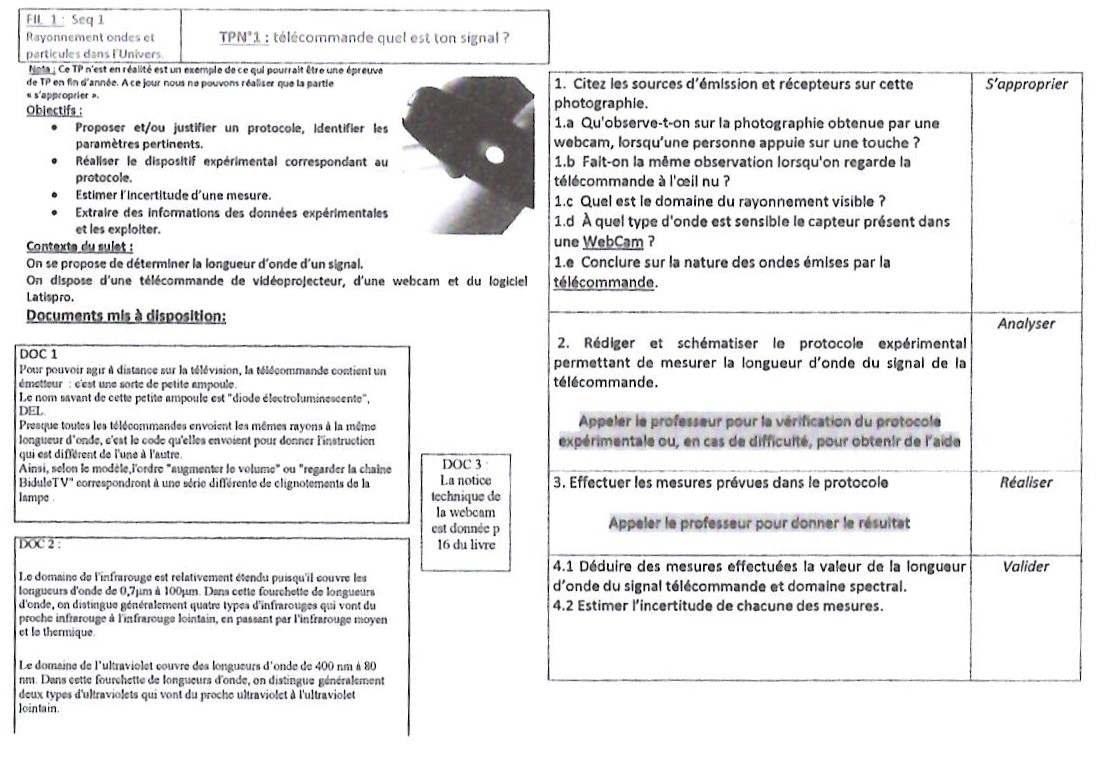 FIL 1 : Seq 1
Rayonnement ondes et
particules dans l'Univers.
TPN°1 : télécommande quel est ton signal ?
Nota : Ce TP n'est en réalité est un exemple de ce qui pourrait être une épreuve
de TP en fin d'année. A ce jour nous ne pouvons réaliser que la partie
« s'approprier ».
Objectifs :
• Proposer et/ou justifier un protocole, Identifier les
paramètres pertinents.
• Réaliser le dispositif expérimental correspondant au
protocole.
• Estimer l'incertitude d'une mesure.
• Extraire des informations des données expérimentales
et les exploiter.
Contexte du sujet :
On se propose de déterminer la longueur d'onde d'un signal.
On dispose d'une télécommande de vidéoprojecteur, d'une webcam et du logiciel
Latispro.
Documents mis à disposition:
DOC 1
Pour pouvoir agir à distance sur la télévision, la télécommande contient un
émetteur : c'est une sorte de petite ampoule.
Le nom savant de cette petite ampoule est "diode électroluminescente",
DEL.
Presque toutes les télécommandes envoient les mêmes rayons à la même
longueur d'onde, c'est le code qu'elles envoient pour donner l'instruction
qui est différent de l'une à l'autre.
Ainsi, selon le modèle,l'ordre "augmenter le volume" ou "regarder la chaîne
BiduleTV" correspondront à une série différente de clignotements de la
lampe .
DOC 2 :
Le domaine de l'infrarouge est relativement étendu puisqu'il couvre les
longueurs d'onde de 0,7µm à 100µm. Dans cette fourchette de longueurs
d'onde, on distingue généralement quatre types d'infrarouges qui vont du
proche infrarouge à l'infrarouge lointain, en passant par l'infrarouge moyen
et le thermique.
Le domaine de l'ultraviolet couvre des longueurs d'onde de 400 nm à 80
nm. Dans cette fourchette de longueurs d'onde, on distingue généralement
deux types d'ultraviolets qui vont du proche ultraviolet à l'ultraviolet
lointain.
DOC 3 :
La notice
technique de
la webcam
est donnée p
16 du livre
1. Citez les sources d'émission et récepteurs sur cette
photographie.
1.a Qu'observe-t-on sur la photographie obtenue par une
webcam, lorsqu'une personne appuie sur une touche ?
1.b Fait-on la même observation lorsqu'on regarde la
télécommande à l'œil nu ?
1.c Quel est le domaine du rayonnement visible ?
1.d À quel type d'onde est sensible le capteur présent dans
une WebCam ?
1.e Conclure sur la nature des ondes émises par la
télécommande.
S'approprier
2. Rédiger et schématiser le protocole expérimental
permettant de mesurer la longueur d'onde du signal de la
télécommande.
Appeler le professeur pour la vérification du protocole
expérimentale ou, en cas de difficulté, pour obtenir de l'aide
Analyser
3. Effectuer les mesures prévues dans le protocole
Appeler le professeur pour donner le résultat
Réaliser
4.1 Déduire des mesures effectuées la valeur de la longueur
d'onde du signal télécommande et domaine spectral.
4.2 Estimer l'incertitude de chacune des mesures.
Valider